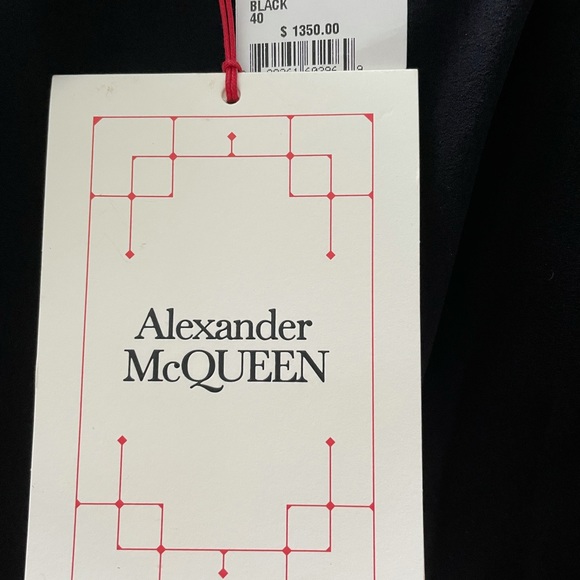 BLACK
40
$ 1350.00
Alexander
McQUEEN